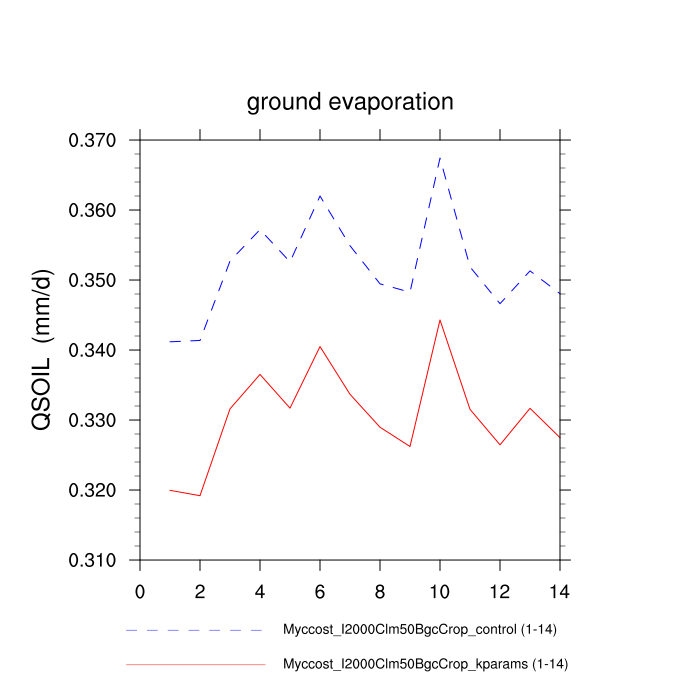 ground evaporation
0.370
0.360
0.350
0.340
0.330
0.320
0.310
QSOIL (mm/d)
0 2 4 6 8 10 12 14
Myccost_I2000Clm50BgcCrop_control (1-14)
Myccost_I2000Clm50BgcCrop_kparams (1-14)